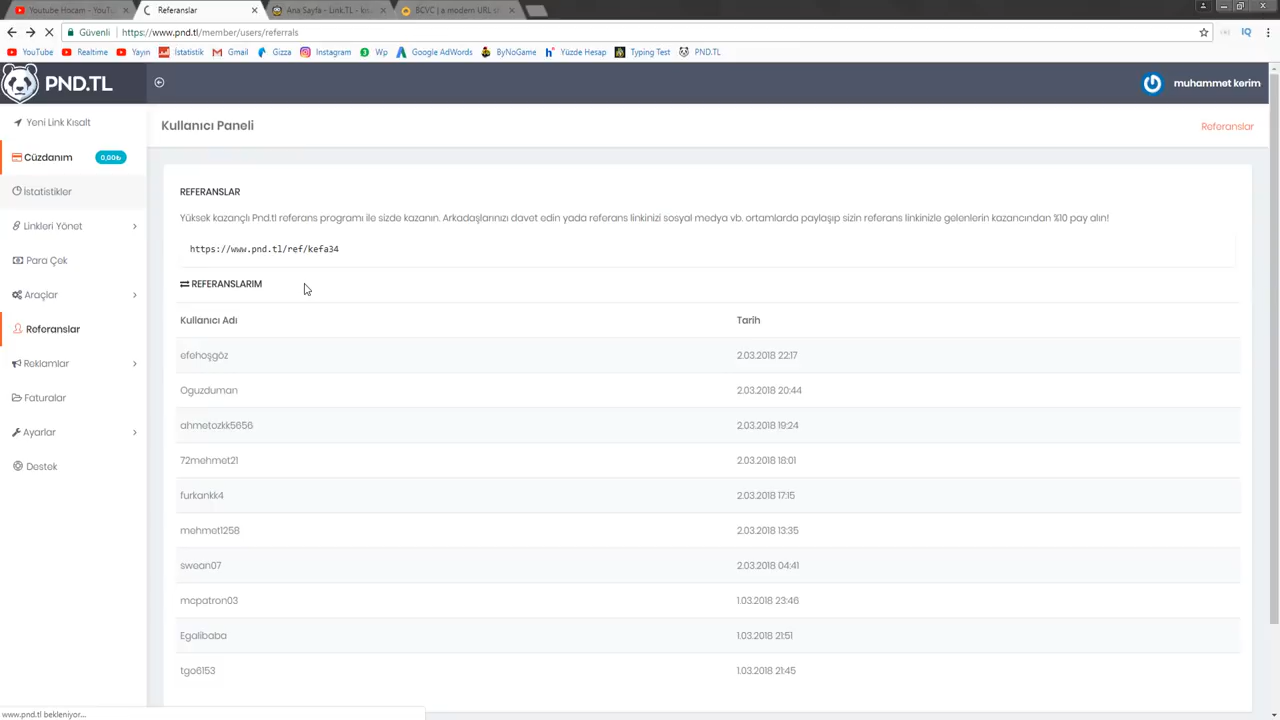 Youtube Hocam - YouT
Referanslar
Ana Sayfa - Link.TL - kıs
BCVC | a modern URL s
Güvenli
https://www.pnd.tl/member/users/referrals
YouTube
Realtime
Yayın
İstatistik
Gmail
Gizza
Instagram
Wp
Google AdWords
ByNoGame
Yüzde Hesap
Typing Test
PND.TL
PND.TL
muhammet kerim
Yeni Link Kısalt
Kullanıcı Paneli
Referanslar
Cüzdanım
0,00₺
İstatistikler
Linkleri Yönet
Para Çek
Araçlar
Referanslar
Reklamlar
Faturalar
Ayarlar
Destek
REFERANSLAR
Yüksek kazançlı Pnd.tl referans programı ile sizde kazanın. Arkadaşlarınızı davet edin yada referans linkinizi sosyal medya vb. ortamlarda paylaşıp sizin referans linkinizle gelenlerin kazancından %10 pay alın!
https://www.pnd.tl/ref/kefa34
REFERANSLARIM
Kullanıcı Adı Tarih
efehoşgöz 2.03.2018 22:17
Oguzduman 2.03.2018 20:44
ahmetozkk5656 2.03.2018 19:24
72mehmet21 2.03.2018 18:01
furkankk4 2.03.2018 17:15
mehmet1258 2.03.2018 13:35
swean07 2.03.2018 04:41
mcpatron03 1.03.2018 23:46
Egalibaba 1.03.2018 21:51
tgo6153 1.03.2018 21:45
www.pnd.tl bekleniyor...